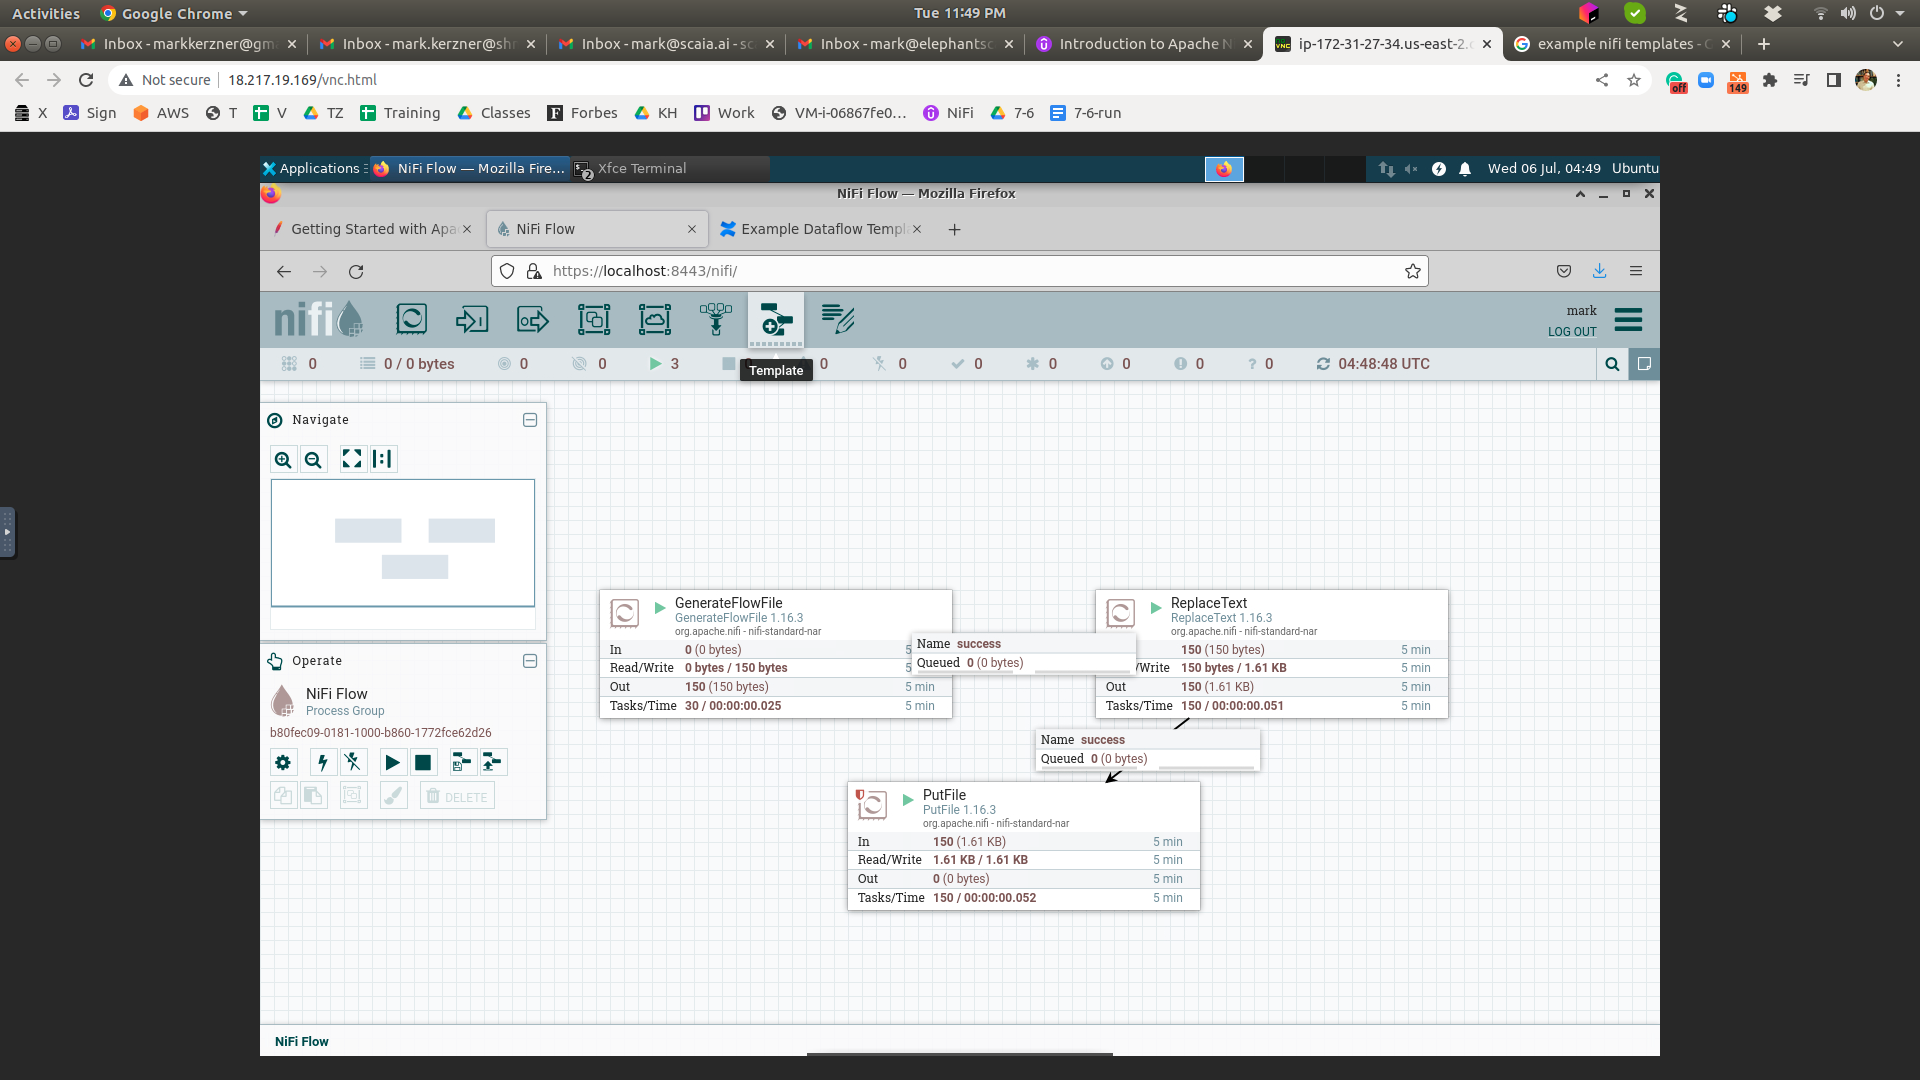 Activities Google Chrome Tue 11:49 PM
Inbox - markkerzner@gm Inbox - mark.kerzner@sh Inbox - mark@scaia.ai - sc Inbox - mark@elephantsc Introduction to Apache N ip-172-31-27-34.us-east-2. example nifi templates -
Not secure 18.217.19.169/vnc.html off 149
X Sign AWS T V TZ Training Classes Forbes KH Work VM-i-06867fe0... NiFi 7-6 7-6-run
Applications NiFi Flow — Mozilla Fire... 2 Xfce Terminal Wed 06 Jul, 04:49 Ubuntu
NiFi Flow — Mozilla Firefox
Getting Started with Apa NiFi Flow Example Dataflow Templ
https://localhost:8443/nifi/
nifi mark
LOG OUT
0 0 / 0 bytes 0 0 3 0 0 0 0 0 0 0 0 04:48:48 UTC
Template
Navigate
Operate
NiFi Flow
Process Group
b80fec09-0181-1000-b860-1772fce62d26
DELETE
GenerateFlowFile
GenerateFlowFile 1.16.3
org.apache.nifi - nifi-standard-nar
In 0 (0 bytes) 5
Read/Write 0 bytes / 150 bytes 5
Out 150 (150 bytes) 5 min
Tasks/Time 30 / 00:00:00.025 5 min
Name success
Queued 0 (0 bytes)
ReplaceText
ReplaceText 1.16.3
org.apache.nifi - nifi-standard-nar
150 (150 bytes) 5 min
/Write 150 bytes / 1.61 KB 5 min
Out 150 (1.61 KB) 5 min
Tasks/Time 150 / 00:00:00.051 5 min
Name success
Queued 0 (0 bytes)
PutFile
PutFile 1.16.3
org.apache.nifi - nifi-standard-nar
In 150 (1.61 KB) 5 min
Read/Write 1.61 KB / 1.61 KB 5 min
Out 0 (0 bytes) 5 min
Tasks/Time 150 / 00:00:00.052 5 min
NiFi Flow